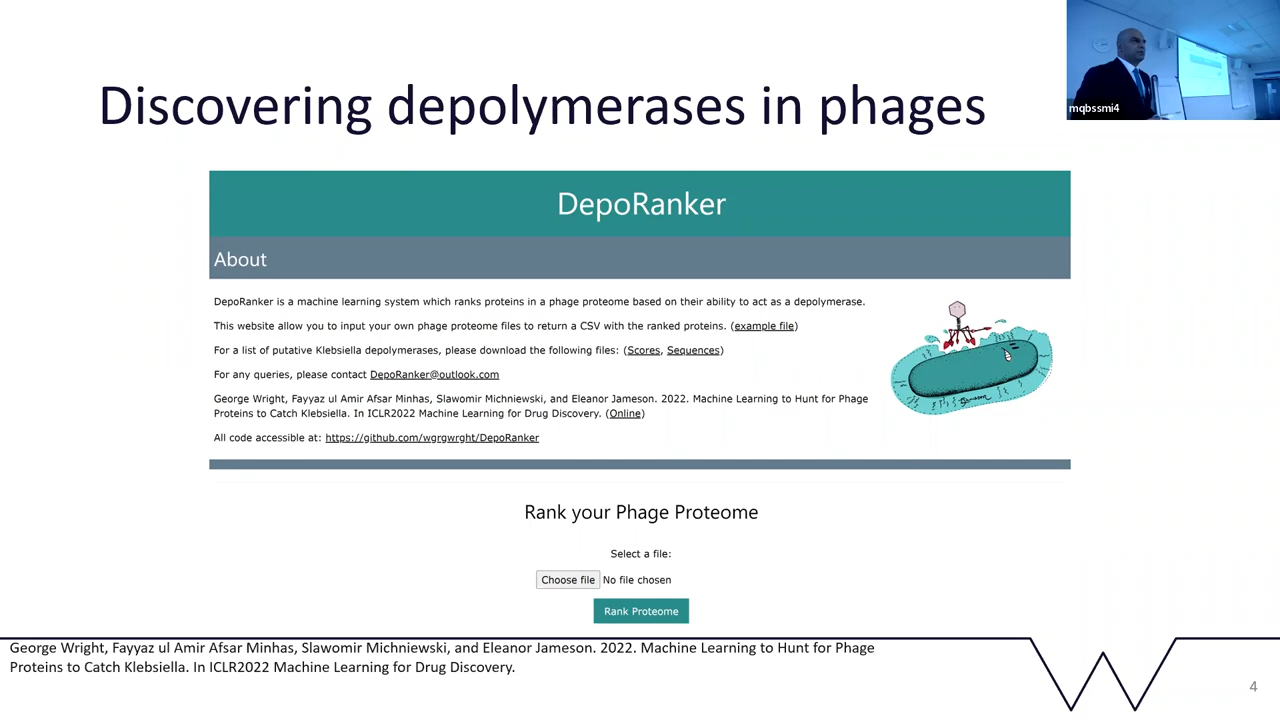 mqbssmi4
Discovering depolymerases in phages
DepoRanker
About
DepoRanker is a machine learning system which ranks proteins in a phage proteome based on their ability to act as a depolymerase.
This website allow you to input your own phage proteome files to return a CSV with the ranked proteins. (example file)
For a list of putative Klebsiella depolymerases, please download the following files: (Scores, Sequences)
For any queries, please contact DepoRanker@outlook.com
George Wright, Fayyaz ul Amir Afsar Minhas, Slawomir Michniewski, and Eleanor Jameson. 2022. Machine Learning to Hunt for Phage
Proteins to Catch Klebsiella. In ICLR2022 Machine Learning for Drug Discovery. (Online)
All code accessible at: https://github.com/wgrgwrght/DepoRanker
Rank your Phage Proteome
Select a file:
Choose file No file chosen
Rank Proteome
George Wright, Fayyaz ul Amir Afsar Minhas, Slawomir Michniewski, and Eleanor Jameson. 2022. Machine Learning to Hunt for Phage
Proteins to Catch Klebsiella. In ICLR2022 Machine Learning for Drug Discovery.
4